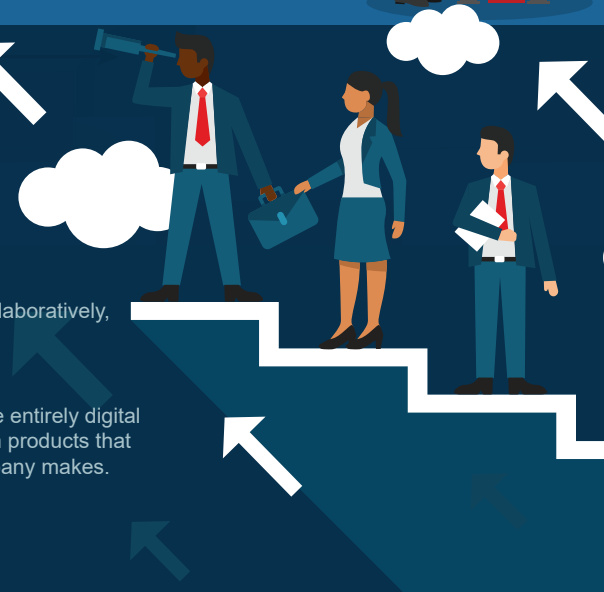 laboratively,
entirely digital
products that
any makes.